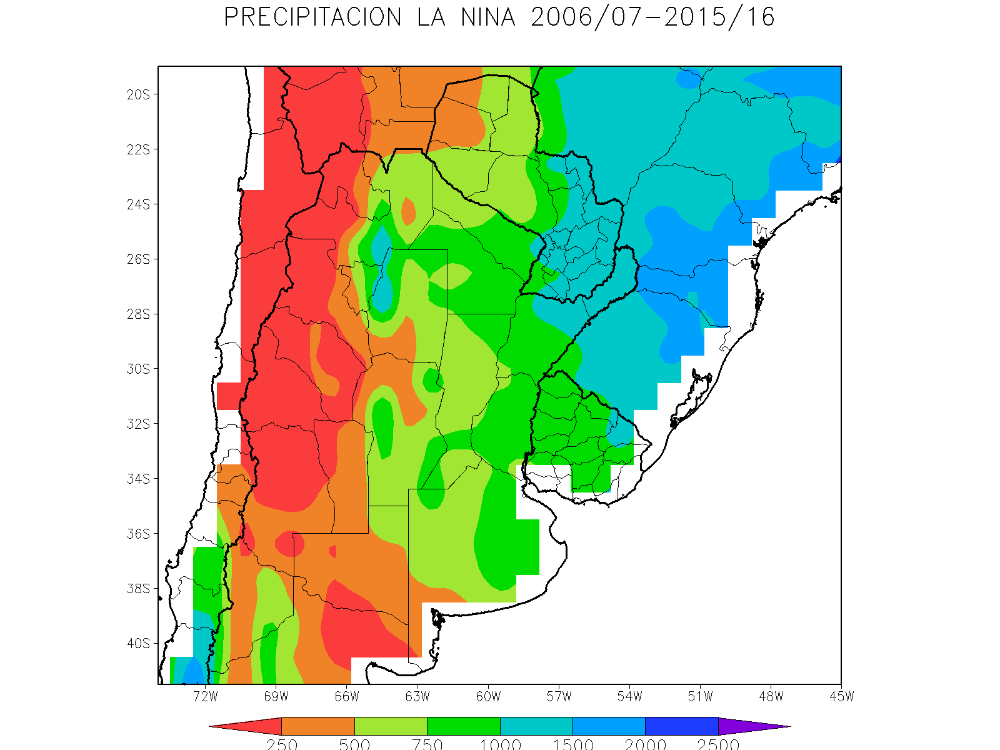 PRECIPITACION LA NINA 2006/07-2015/16
20S
22S
24S
26S
28S
30S
32S
34S
36S
38S
40S
72W 69W 66W 63W 60W 57W 54W 51W 48W 45W
250 500 750 1000 1500 2000 2500